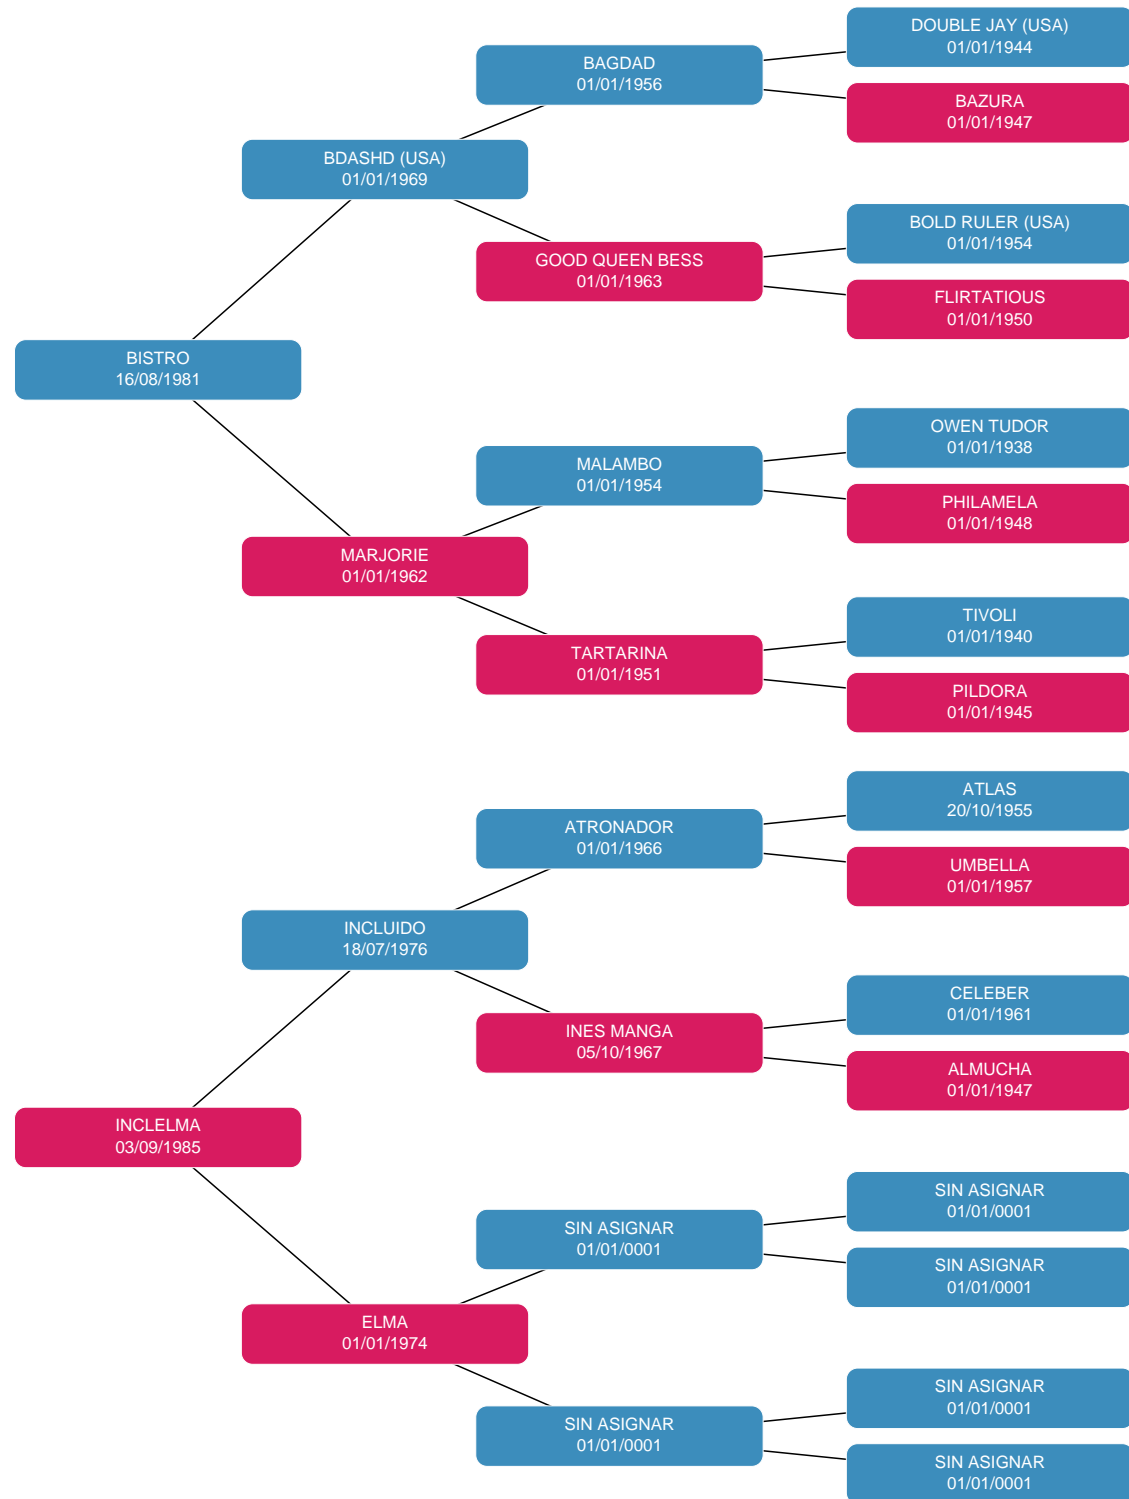 DOUBLE JAY (USA)
01/01/1944
BAGDAD
01/01/1956
BAZURA
01/01/1947
BDASHD (USA)
01/01/1969
BOLD RULER (USA)
01/01/1954
GOOD QUEEN BESS
01/01/1963
FLIRTATIOUS
01/01/1950
BISTRO
16/08/1981
OWEN TUDOR
01/01/1938
MALAMBO
01/01/1954
PHILAMELA
01/01/1948
MARJORIE
01/01/1962
TIVOLI
01/01/1940
TARTARINA
01/01/1951
PILDORA
01/01/1945
ATLAS
20/10/1955
ATRONADOR
01/01/1966
UMBELLA
01/01/1957
INCLUIDO
18/07/1976
CELEBER
01/01/1961
INES MANGA
05/10/1967
ALMUCHA
01/01/1947
INCLELMA
03/09/1985
SIN ASIGNAR
01/01/0001
SIN ASIGNAR
01/01/0001
SIN ASIGNAR
01/01/0001
ELMA
01/01/1974
SIN ASIGNAR
01/01/0001
SIN ASIGNAR
01/01/0001
SIN ASIGNAR
01/01/0001